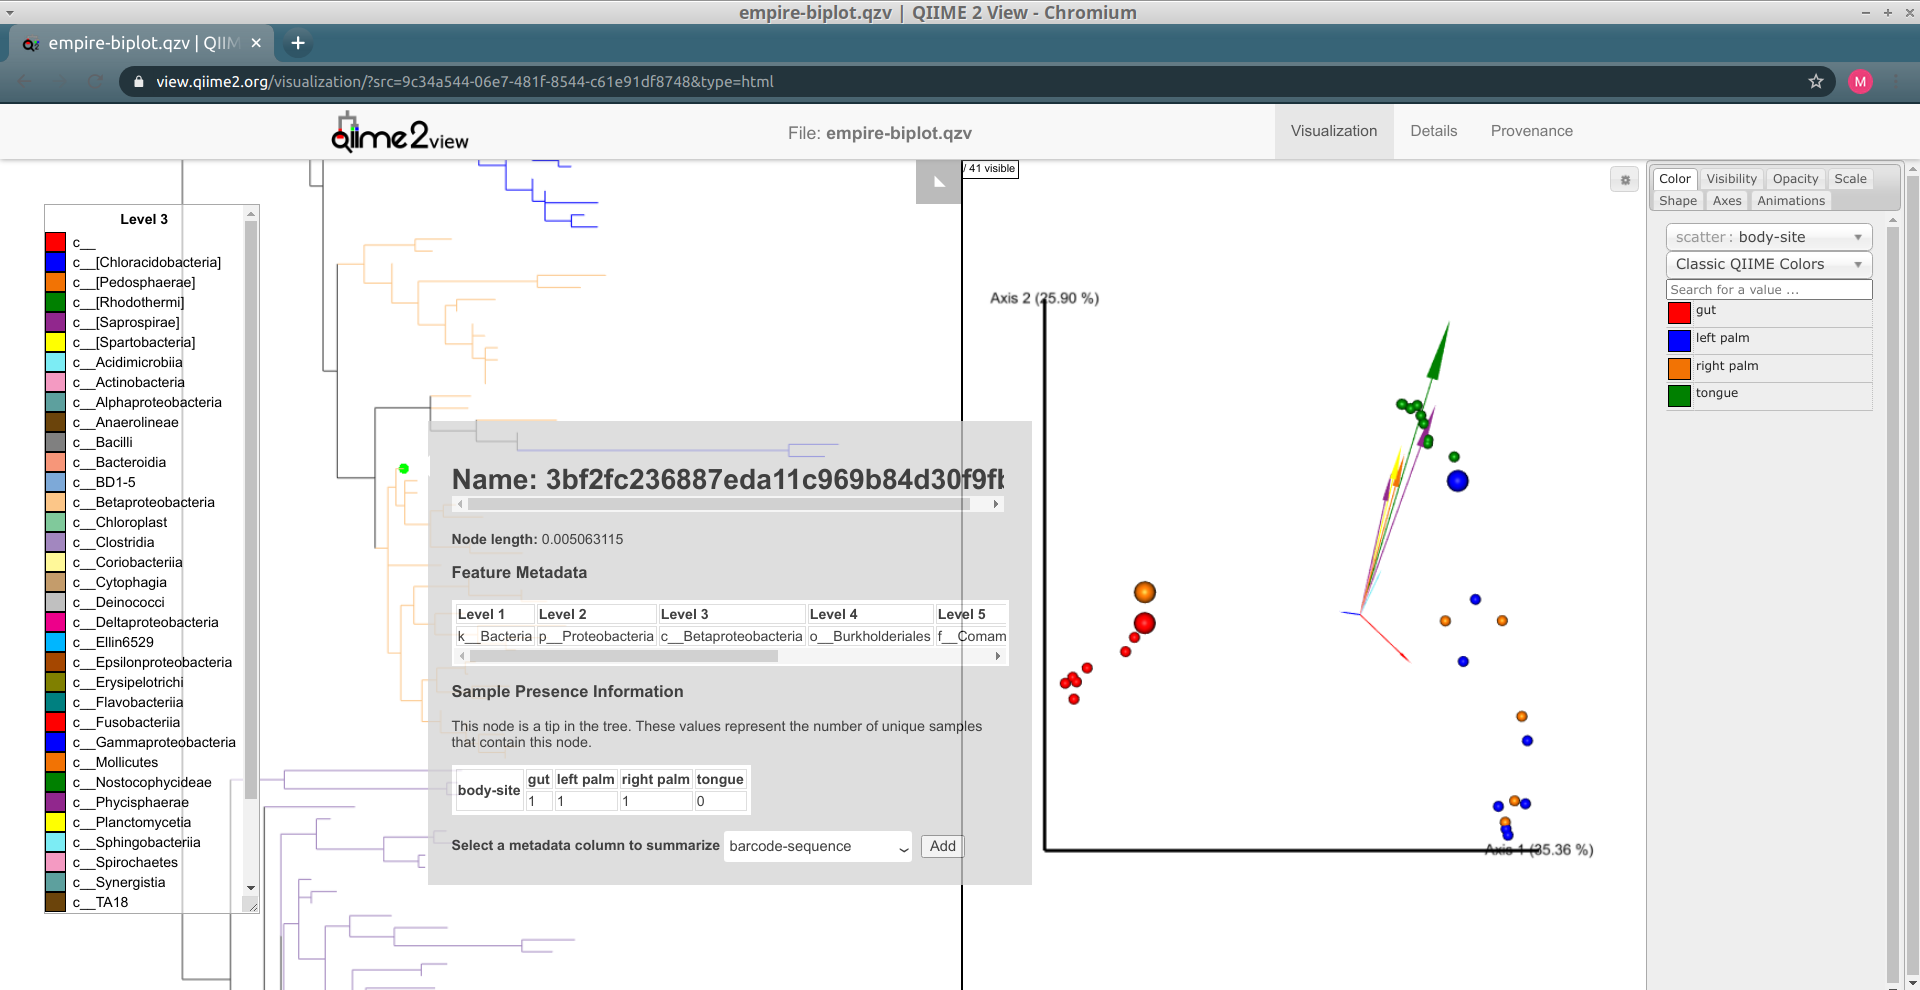 empire-biplot.qzv | QIIME 2 View - Chromium
empire-biplot.qzv | QIIM
view.qiime2.org/visualization/?src=9c34a544-06e7-481f-8544-c61e91df8748&type=html
M
qiime2view
File: empire-biplot.qzv
Visualization
Details
Provenance
Level 3
c__
c__[Chloracidobacteria]
c__[Pedosphaerae]
c__[Rhodothermi]
c__[Saprospirae]
c__[Spartobacteria]
c__Acidimicrobiia
c__Actinobacteria
c__Alphaproteobacteria
c__Anaerolineae
c__Bacilli
c__Bacteroidia
c__BD1-5
c__Betaproteobacteria
c__Chloroplast
c__Clostridia
c__Coriobacteriia
c__Cytophagia
c__Deinococci
c__Deltaproteobacteria
c__Ellin6529
c__Epsilonproteobacteria
c__Erysipelotrichi
c__Flavobacteriia
c__Fusobacteriia
c__Gammaproteobacteria
c__Mollicutes
c__Nostocophycideae
c__Phycisphaerae
c__Planctomycetia
c__Sphingobacteriia
c__Spirochaetes
c__Synergistia
c__TA18
Name: 3bf2fc236887eda11c969b84d30f9fb
Node length: 0.005063115
Feature Metadata
Level 1 Level 2 Level 3 Level 4 Level 5
k__Bacteria p__Proteobacteria c__Betaproteobacteria o__Burkholderiales f__Comam
Sample Presence Information
This node is a tip in the tree. These values represent the number of unique samples
that contain this node.
body-site gut left palm right palm tongue
1 1 1 0
Select a metadata column to summarize barcode-sequence Add
/ 41 visible
Axis 2 (25.90 %)
Axis 1 (35.36 %)
Color Visibility Opacity Scale
Shape Axes Animations
scatter: body-site
Classic QIIME Colors
Search for a value ...
gut
left palm
right palm
tongue